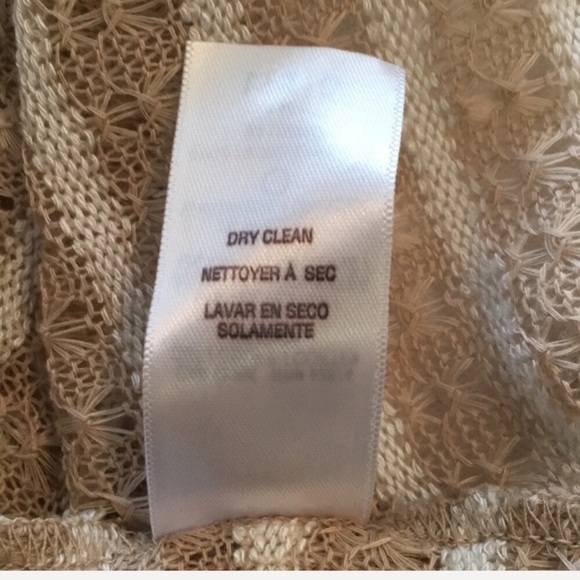 DRY CLEAN
NETTOYER À SEC
LAVAR EN SECO
SOLAMENTE